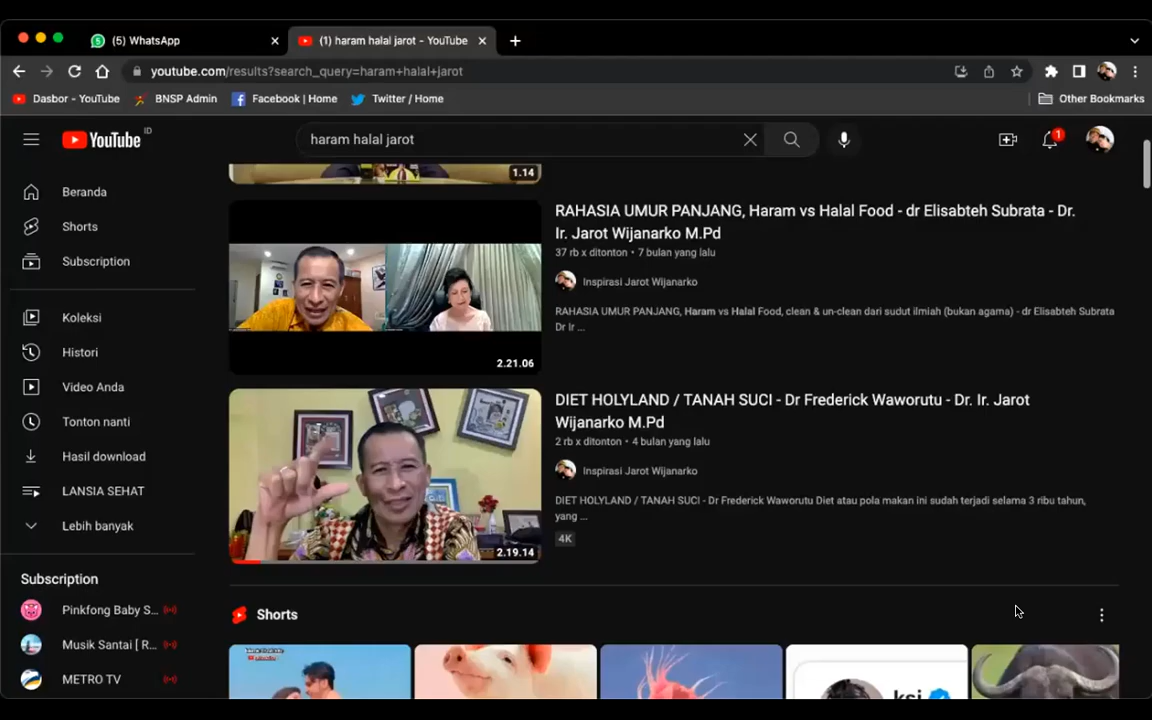 (5) WhatsApp
(1) haram halal jarot - YouTube
youtube.com/results?search_query=haram+halal+jarot
Dasbor - YouTube
BNSP Admin
Facebook | Home
Twitter / Home
Other Bookmarks
YouTube ID
haram halal jarot
1
Beranda
Shorts
Subscription
Koleksi
Histori
Video Anda
Tonton nanti
Hasil download
LANSIA SEHAT
Lebih banyak
Subscription
Pinkfong Baby S...
Musik Santai [ R...
METRO TV
1.14
RAHASIA UMUR PANJANG, Haram vs Halal Food - dr Elisabteh Subrata - Dr.
Ir. Jarot Wijanarko M.Pd
37 rb x ditonton • 7 bulan yang lalu
Inspirasi Jarot Wijanarko
RAHASIA UMUR PANJANG, Haram vs Halal Food, clean & un-clean dari sudut ilmiah (bukan agama) - dr Elisabteh Subrata
Dr Ir ...
2.21.06
DIET HOLYLAND / TANAH SUCI - Dr Frederick Waworutu - Dr. Ir. Jarot
Wijanarko M.Pd
2 rb x ditonton • 4 bulan yang lalu
Inspirasi Jarot Wijanarko
DIET HOLYLAND / TANAH SUCI - Dr Frederick Waworutu Diet atau pola makan ini sudah terjadi selama 3 ribu tahun,
yang ...
4K
2.19.14
Shorts
ksi